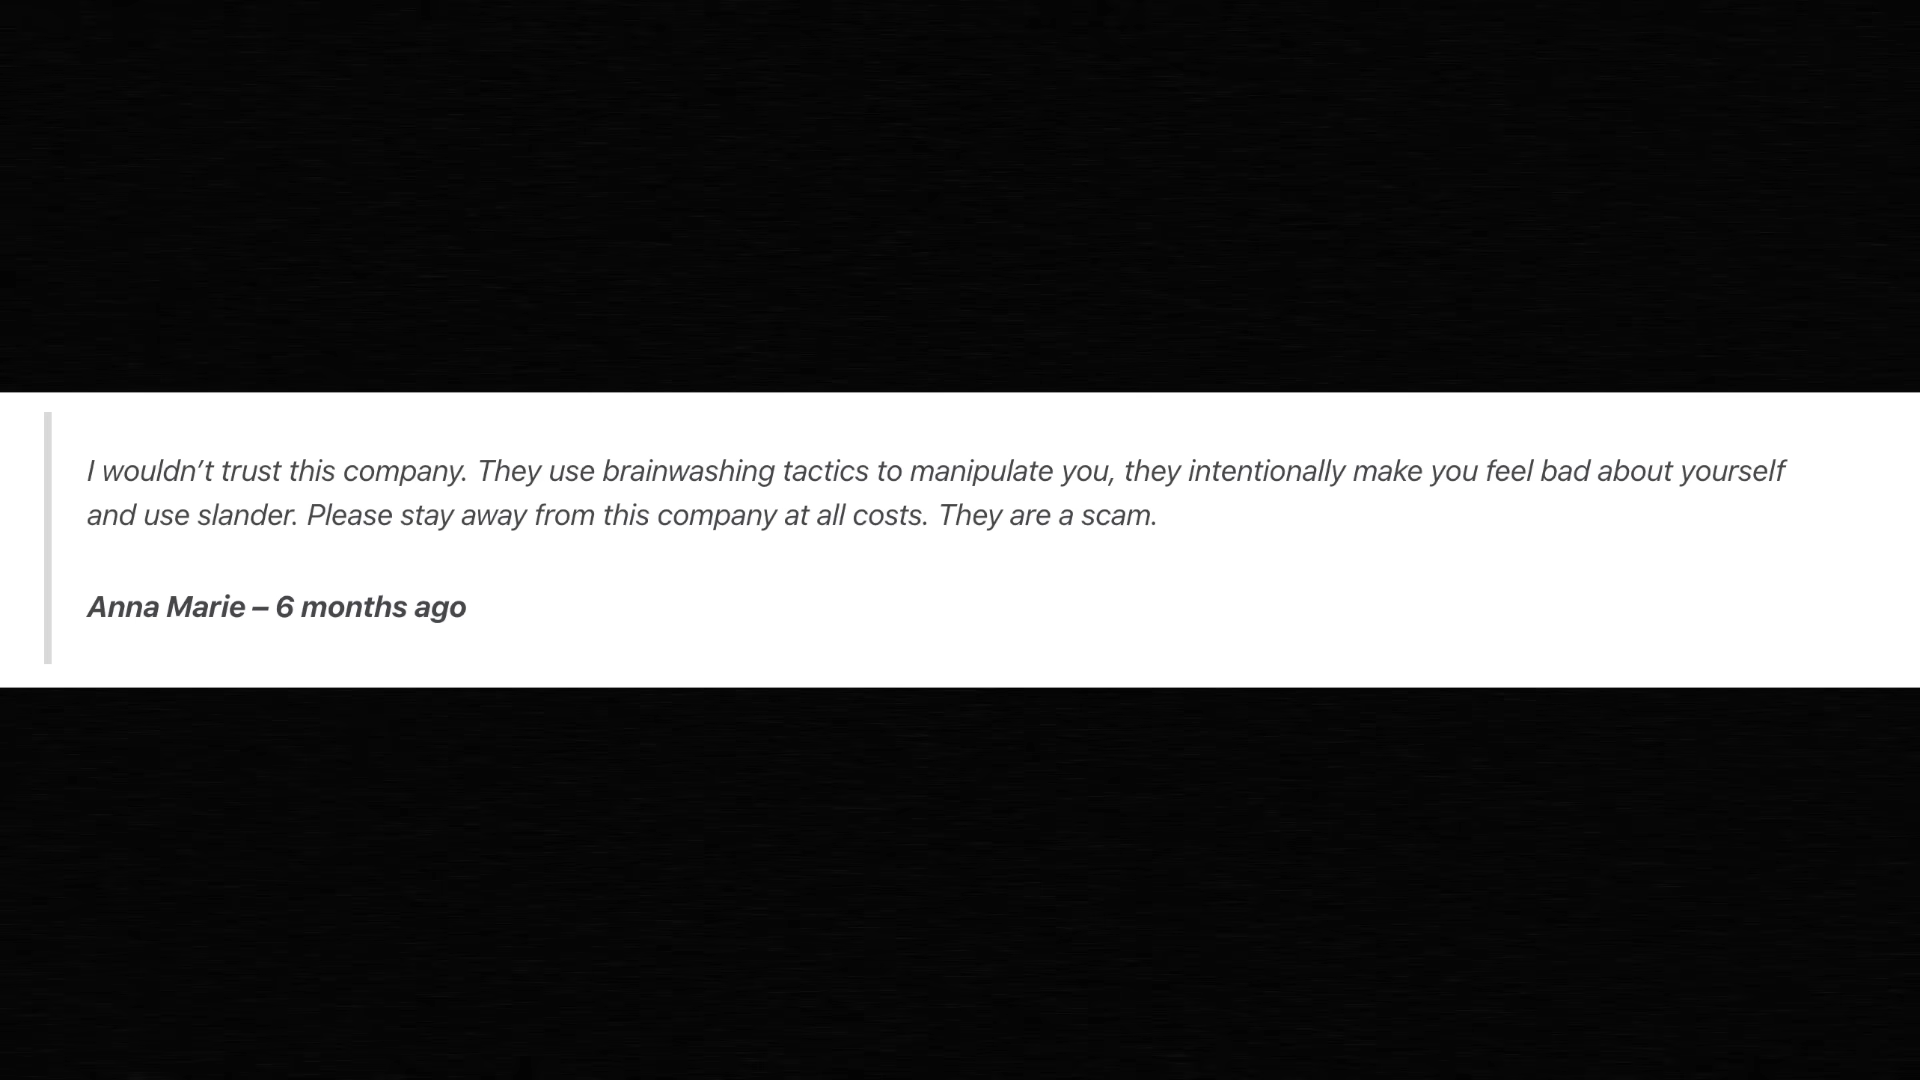 I wouldn’t trust this company. They use brainwashing tactics to manipulate you, they intentionally make you feel bad about yourself
and use slander. Please stay away from this company at all costs. They are a scam.
Anna Marie – 6 months ago